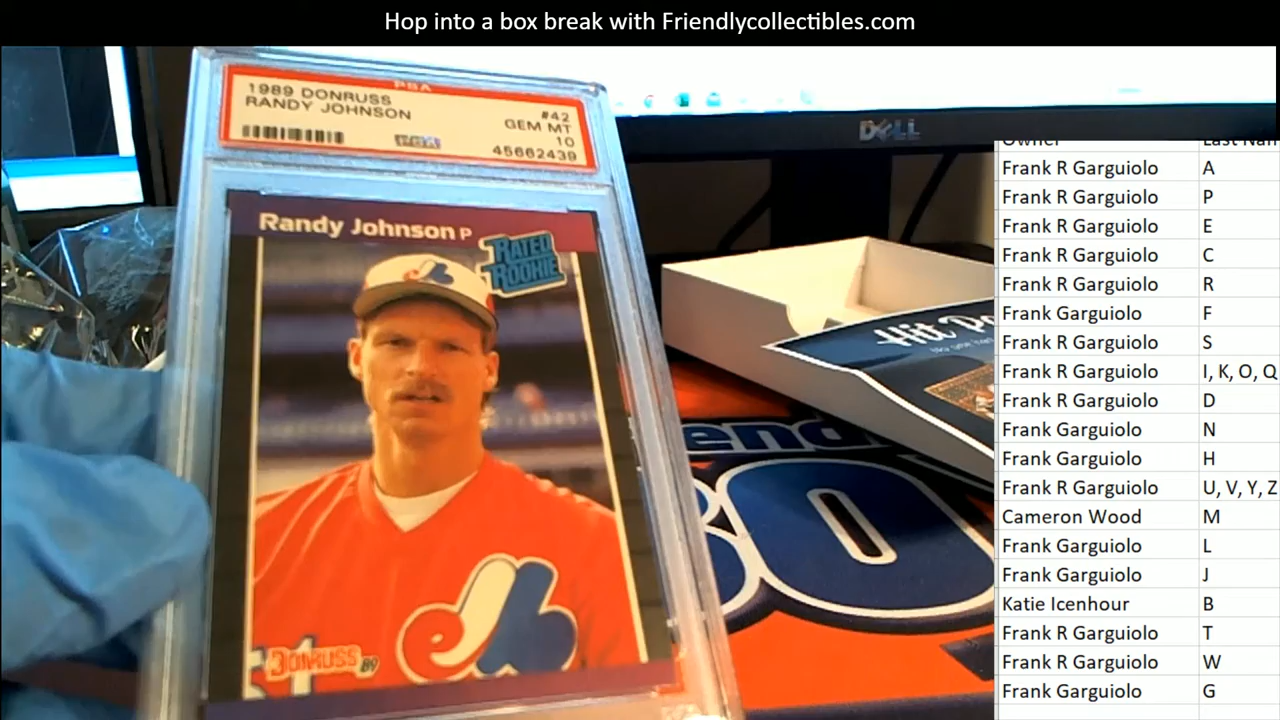 Hop into a box break with Friendlycollectibles.com
PSA
1989 DONRUSS #42
RANDY JOHNSON GEM MT
10
45662439
DELL
Randy Johnson P
RATED
ROOKIE
DONRUSS 89
Hit
Owner
Frank R Garguiolo A
Frank R Garguiolo P
Frank R Garguiolo E
Frank R Garguiolo C
Frank R Garguiolo R
Frank Garguiolo F
Frank R Garguiolo S
Frank R Garguiolo I, K, O, Q
Frank R Garguiolo D
Frank Garguiolo N
Frank Garguiolo H
Frank R Garguiolo U, V, Y, Z
Cameron Wood M
Frank Garguiolo L
Frank Garguiolo J
Katie Icenhour B
Frank R Garguiolo T
Frank R Garguiolo W
Frank Garguiolo G